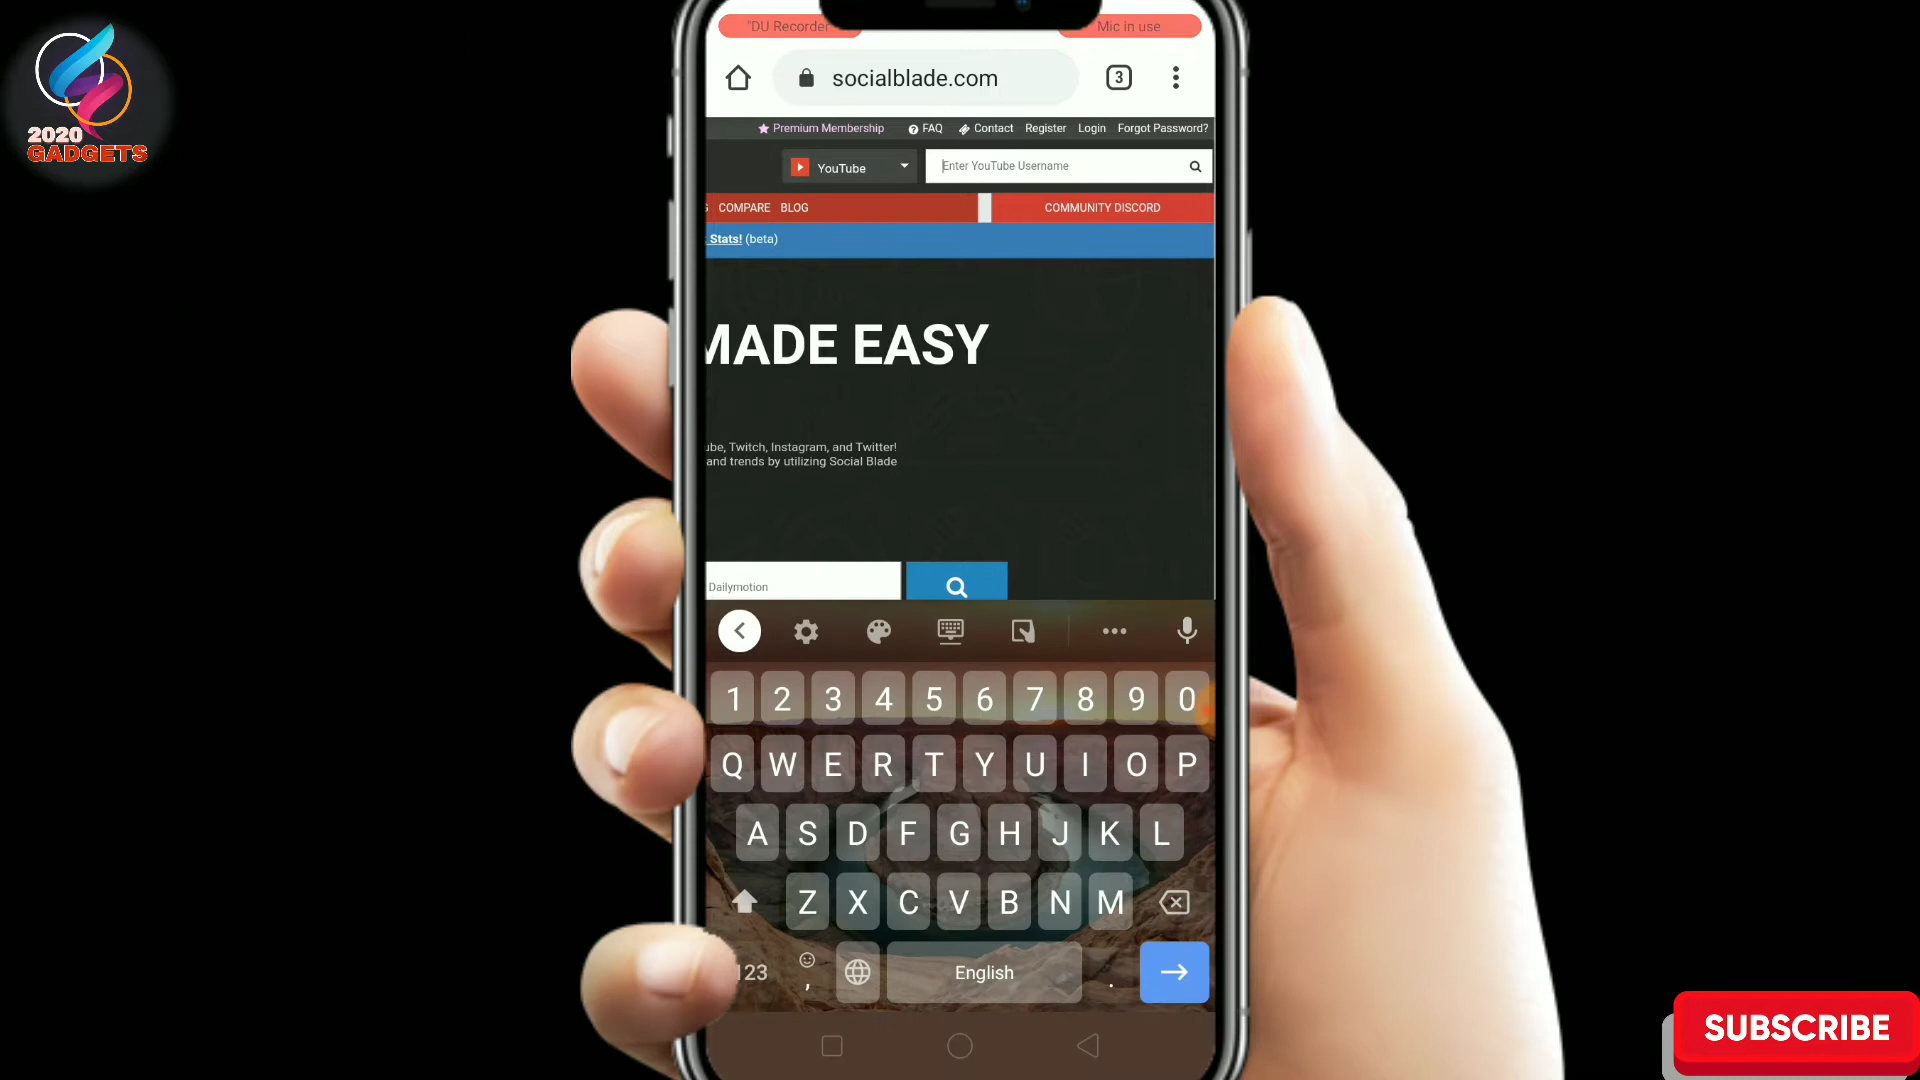 "DU Recorder
Mic in use
2020
GADGETS
socialblade.com
3
Premium Membership
FAQ
Contact
Register
Login
Forgot Password?
YouTube
Enter YouTube Username
COMPARE BLOG
COMMUNITY DISCORD
Stats! (beta)
MADE EASY
ube, Twitch, Instagram, and Twitter!
and trends by utilizing Social Blade
Dailymotion
1 2 3 4 5 6 7 8 9 0
Q W E R T Y U I O P
A S D F G H J K L
Z X C V B N M
123 , English .
SUBSCRIBE